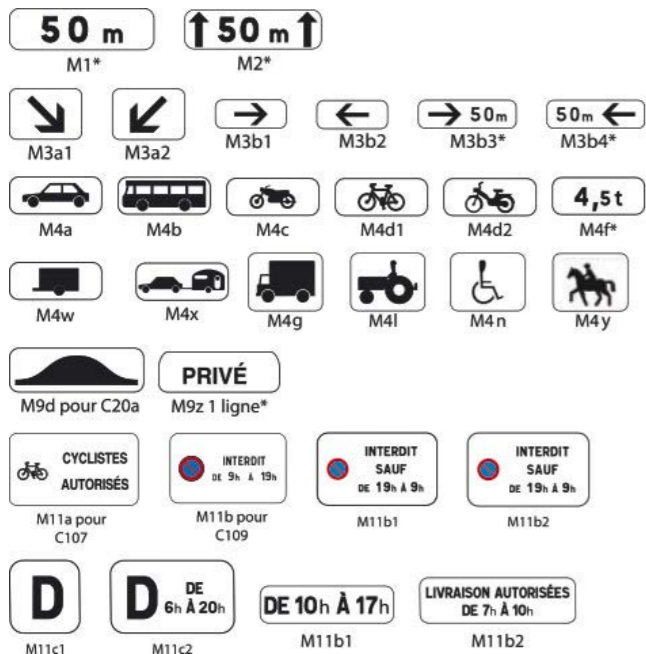 50 m
M1*
50 m
M2*
M3a1
M3a2
M3b1
M3b2
50m
M3b3*
50m
M3b4*
M4a
M4b
M4c
M4d1
M4d2
4,5t
M4f*
M4w
M4x
M4g
M4l
M4n
M4y
M9d pour C20a
PRIVÉ
M9z 1 ligne*
CYCLISTES
AUTORISÉS
M11a pour
C107
INTERDIT
DE 9h À 19h
M11b pour
C109
INTERDIT
SAUF
DE 19h À 9h
M11b1
INTERDIT
SAUF
DE 19h À 9h
M11b2
D
M11c1
D
DE
6h À 20h
M11c2
DE 10h À 17h
M11b1
LIVRAISON AUTORISÉES
DE 7h À 10h
M11b2